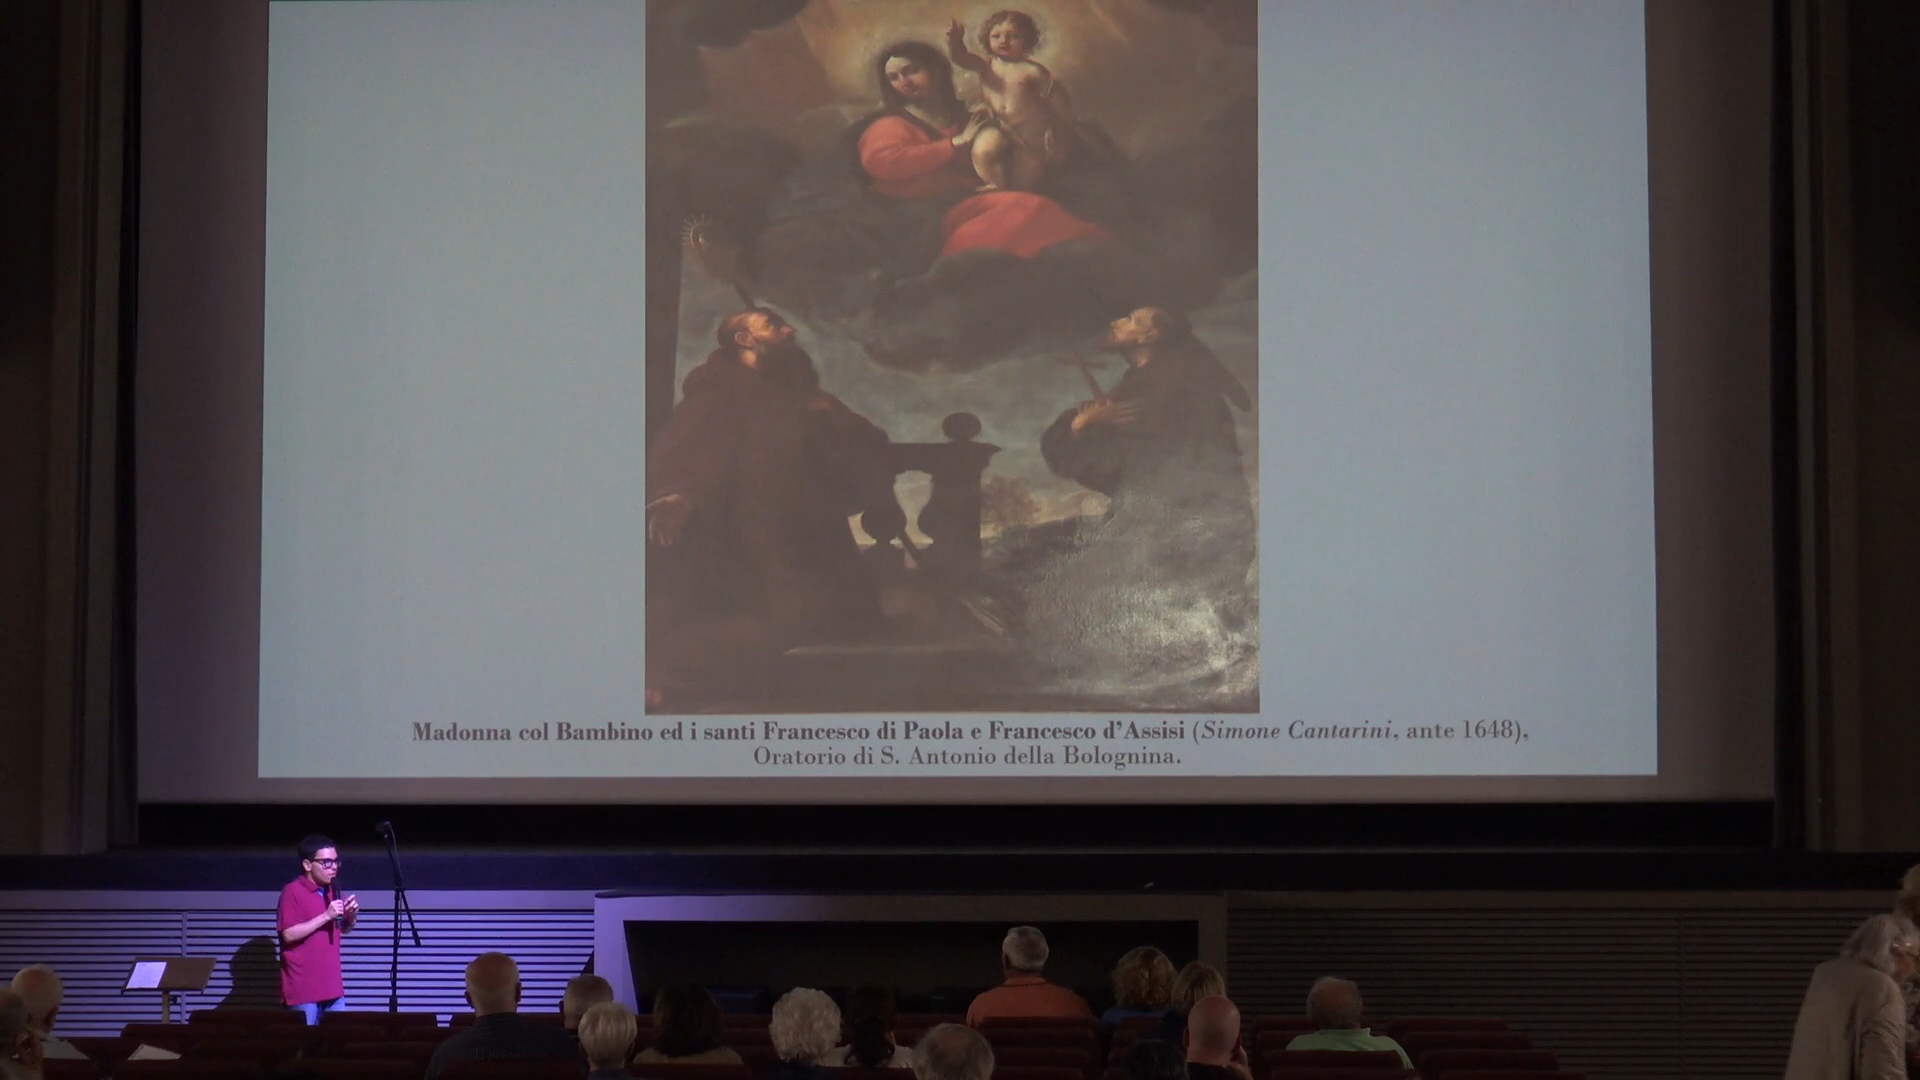 Madonna col Bambino ed i santi Francesco di Paola e Francesco d'Assisi (Simone Cantarini, ante 1648),
Oratorio di S. Antonio della Bolognina.